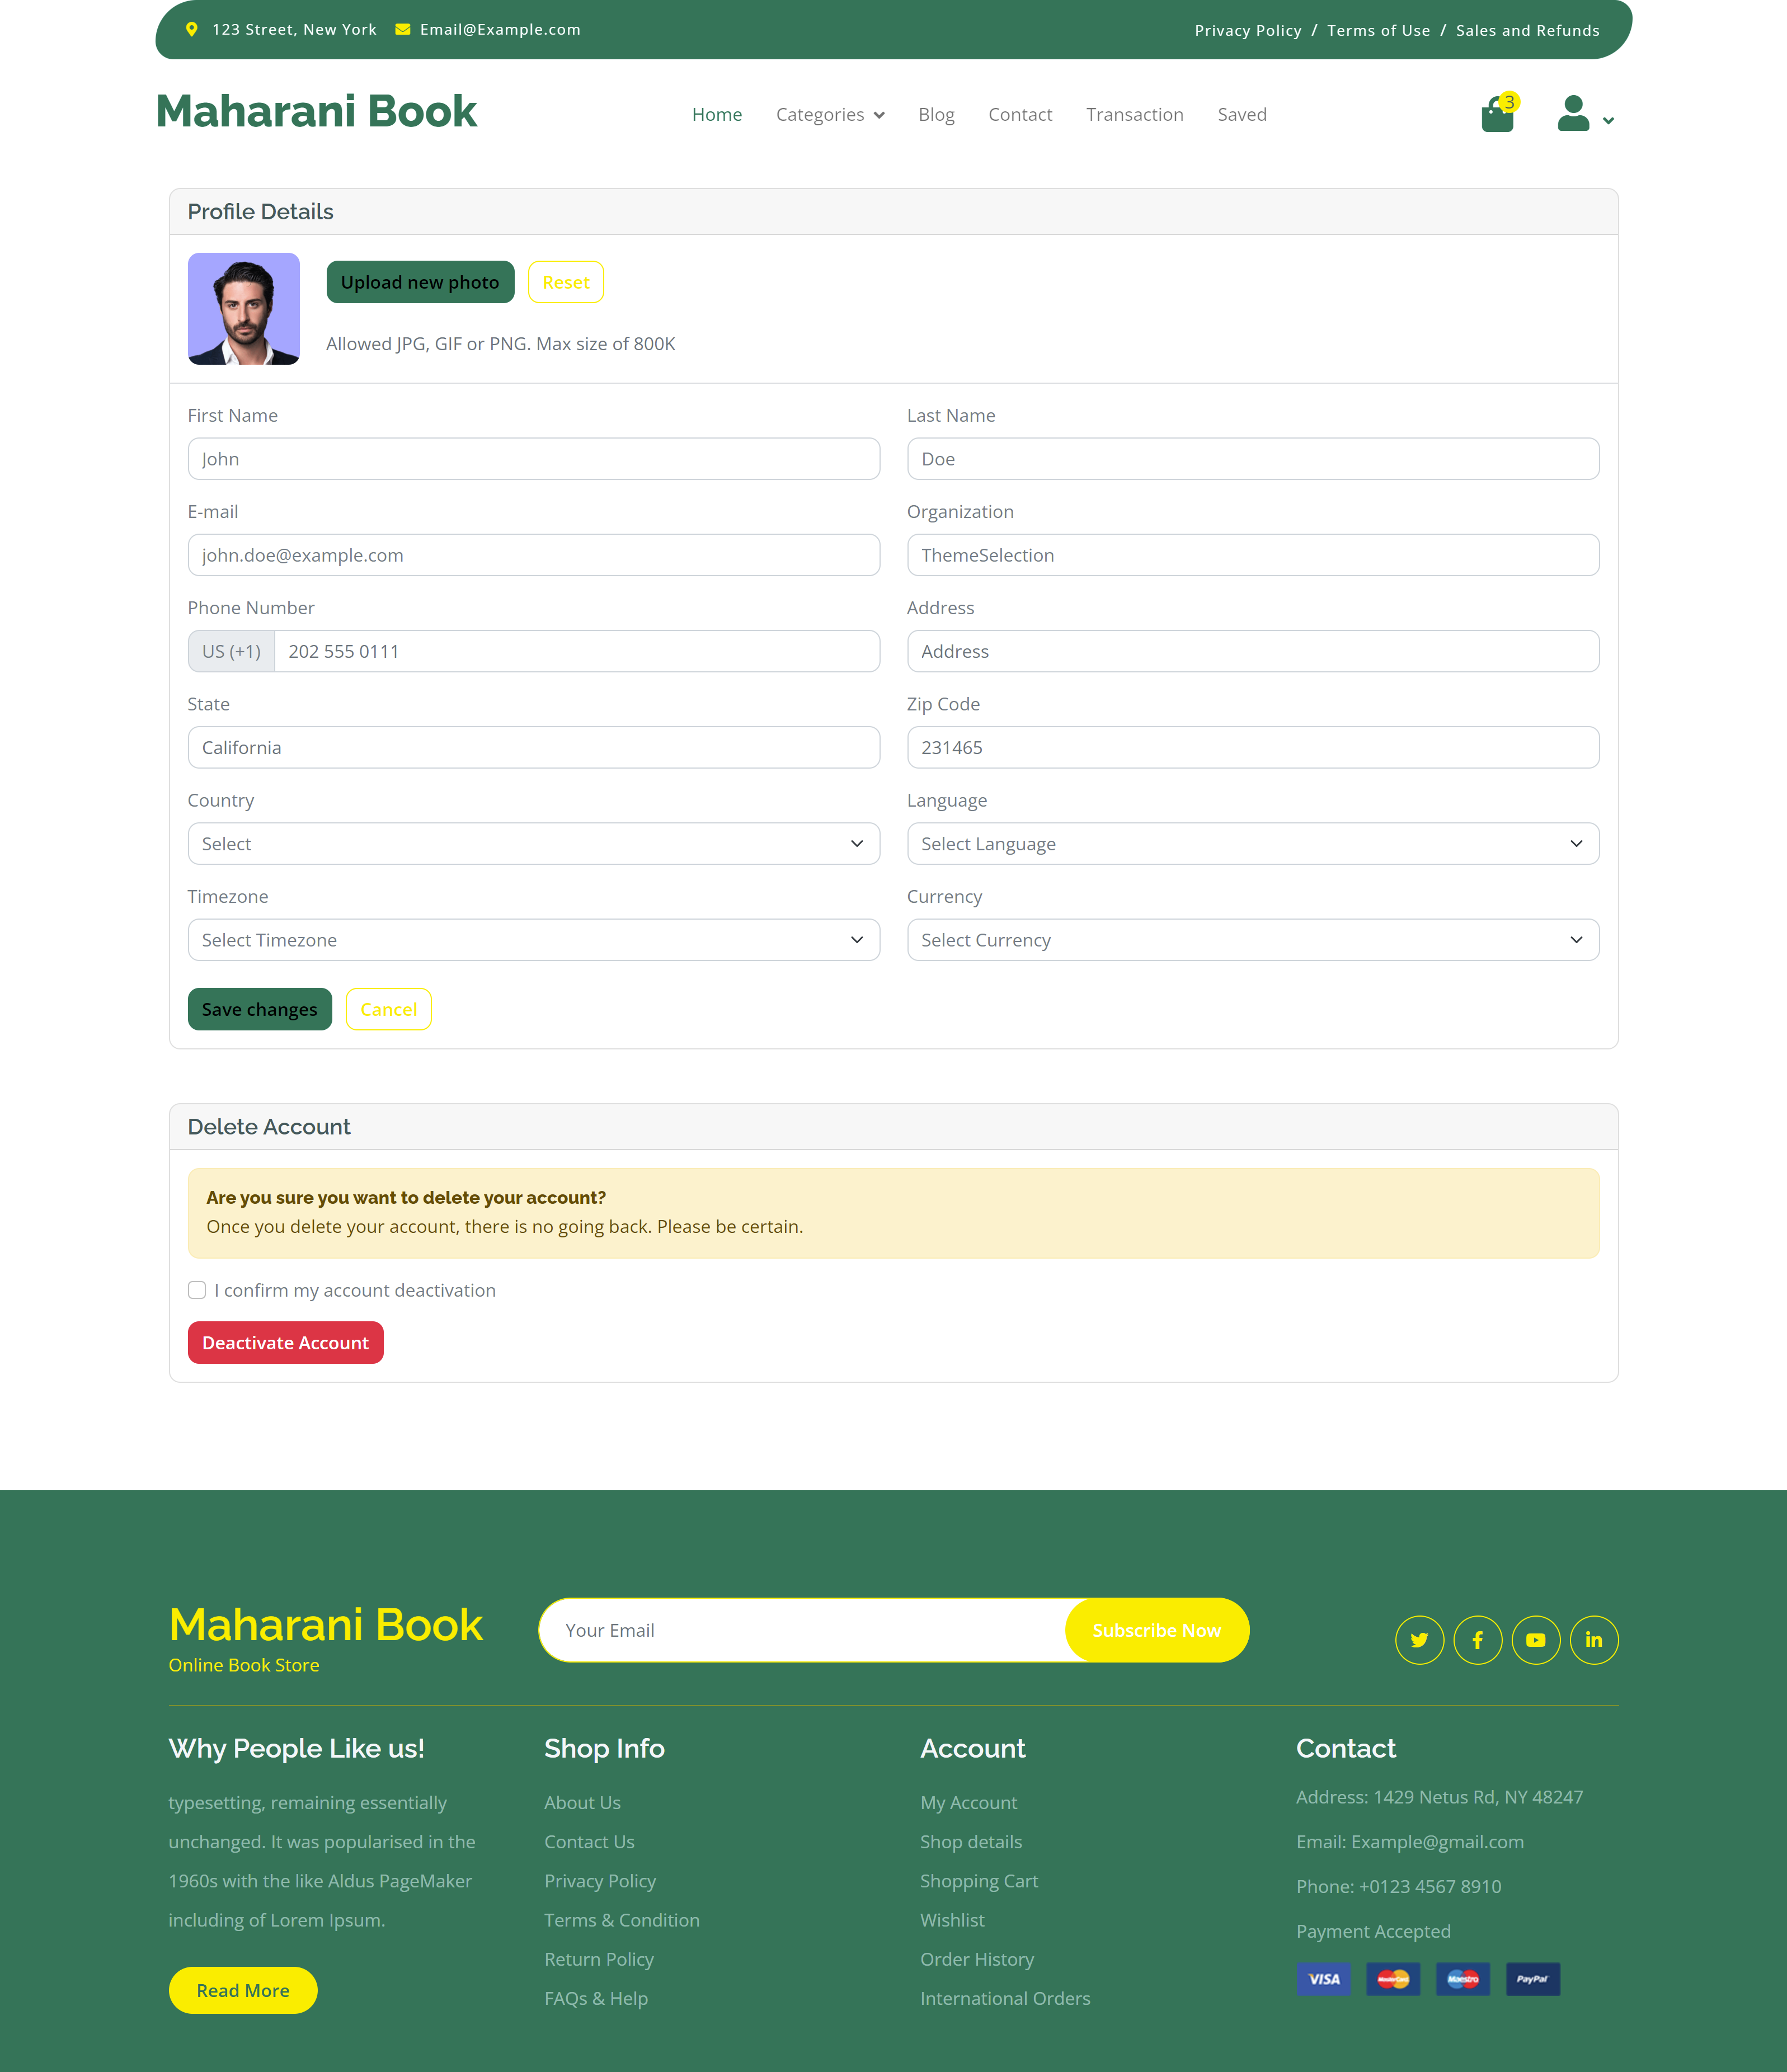 123 Street, New York Email@Example.com Privacy Policy / Terms of Use / Sales and Refunds
Maharani Book Home Categories Blog Contact Transaction Saved 3
Profile Details
Upload new photo Reset
Allowed JPG, GIF or PNG. Max size of 800K
First Name Last Name
John Doe
E-mail Organization
john.doe@example.com ThemeSelection
Phone Number Address
US (+1) 202 555 0111 Address
State Zip Code
California 231465
Country Language
Select Select Language
Timezone Currency
Select Timezone Select Currency
Save changes Cancel
Delete Account
Are you sure you want to delete your account?
Once you delete your account, there is no going back. Please be certain.
I confirm my account deactivation
Deactivate Account
Maharani Book
Online Book Store
Your Email Subscribe Now
Why People Like us!
typesetting, remaining essentially
unchanged. It was popularised in the
1960s with the like Aldus PageMaker
including of Lorem Ipsum.
Read More
Shop Info
About Us
Contact Us
Privacy Policy
Terms & Condition
Return Policy
FAQs & Help
Account
My Account
Shop details
Shopping Cart
Wishlist
Order History
International Orders
Contact
Address: 1429 Netus Rd, NY 48247
Email: Example@gmail.com
Phone: +0123 4567 8910
Payment Accepted
VISA MasterCard Maestro PayPal